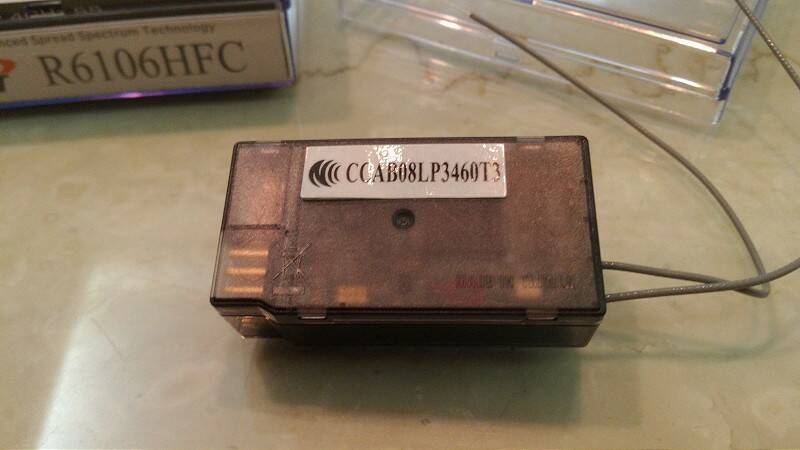 nced Spread Spectrum Technology
R6106HFC
CCAB08LP3460T3